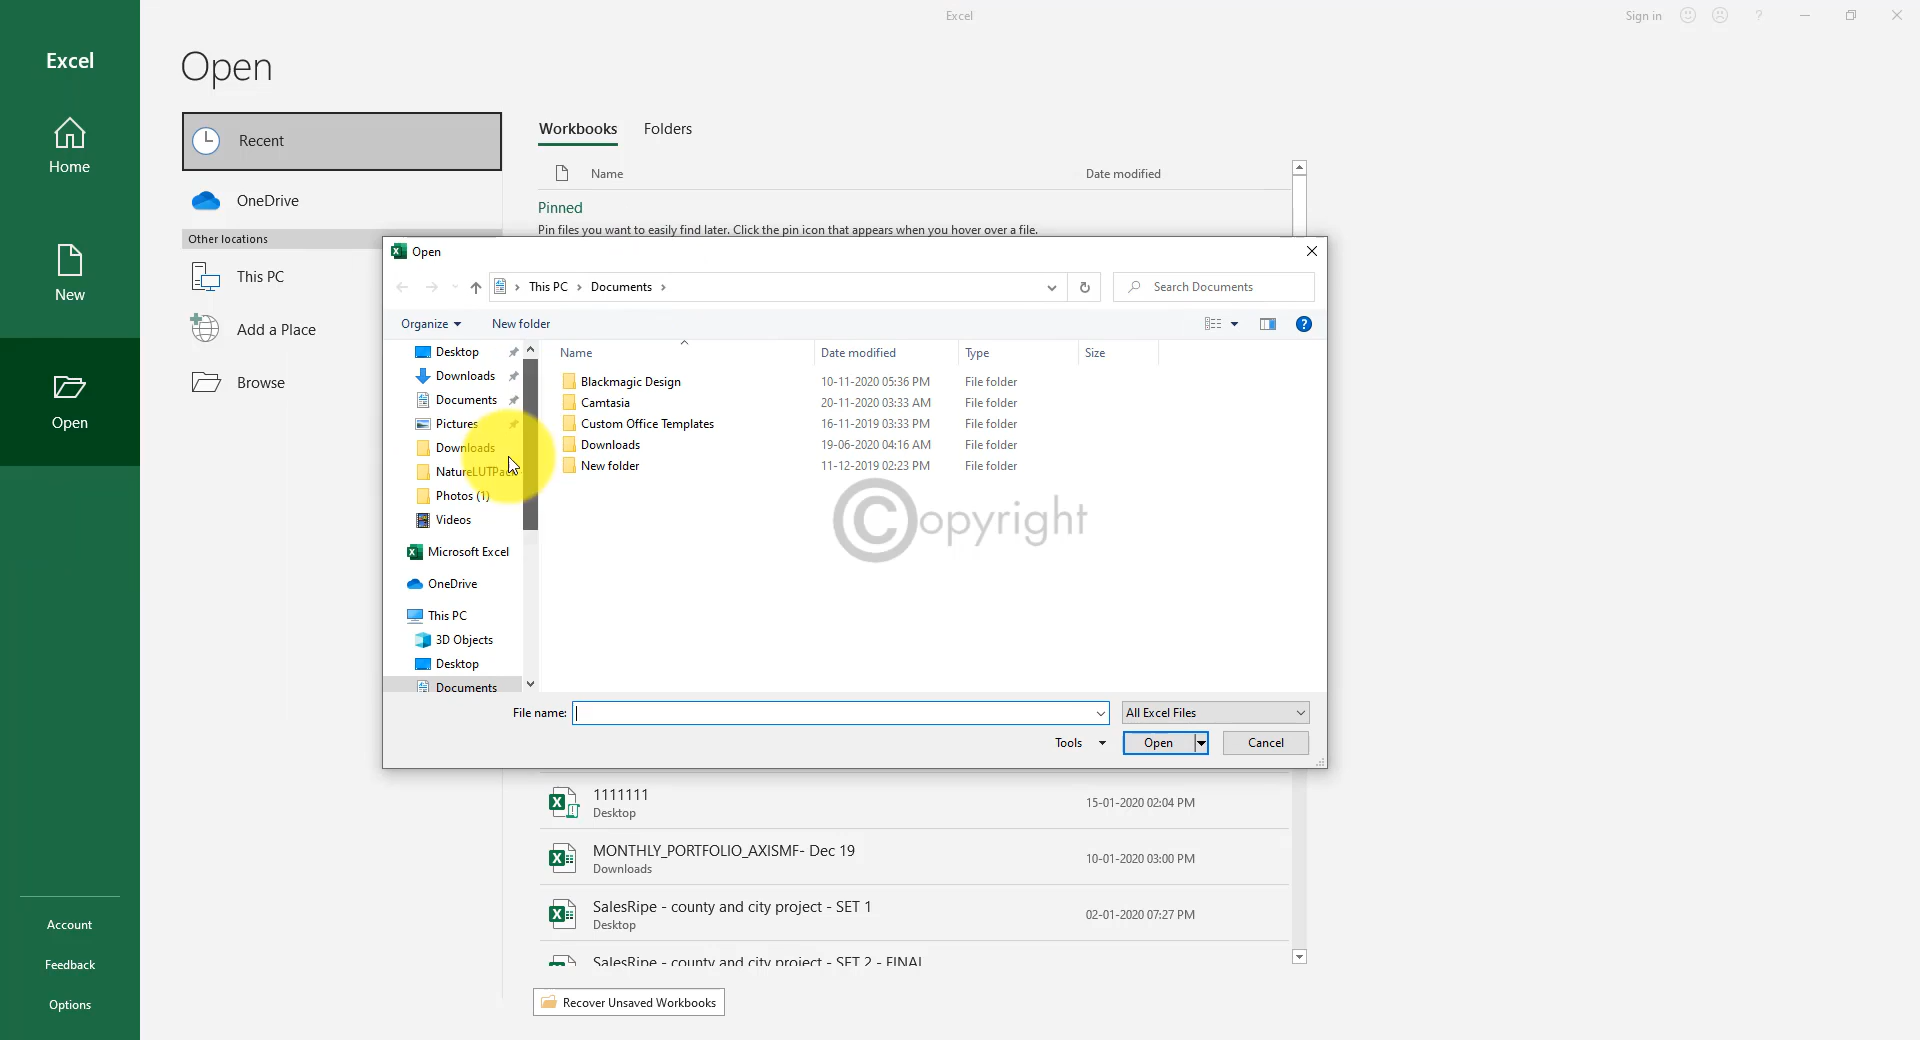 Excel
Sign in
?
Excel
Home
New
Open
Account
Feedback
Options
Open
Recent
OneDrive
Other locations
This PC
Add a Place
Browse
Workbooks Folders
Name Date modified
Pinned
Pin files you want to easily find later. Click the pin icon that appears when you hover over a file.
Open
This PC > Documents >
Search Documents
Organize New folder
?
Desktop
Downloads
Documents
Pictures
Downloads
NatureLUTPac
Photos (1)
Videos
Microsoft Excel
OneDrive
This PC
3D Objects
Desktop
Documents
Name Date modified Type Size
Blackmagic Design 10-11-2020 05:36 PM File folder
Camtasia 20-11-2020 03:33 AM File folder
Custom Office Templates 16-11-2019 03:33 PM File folder
Downloads 19-06-2020 04:16 AM File folder
New folder 11-12-2019 02:23 PM File folder
©opyright
File name: All Excel Files
Tools Open Cancel
1111111
Desktop
15-01-2020 02:04 PM
MONTHLY_PORTFOLIO_AXISMF- Dec 19
Downloads
10-01-2020 03:00 PM
SalesRipe - county and city project - SET 1
Desktop
02-01-2020 07:27 PM
SalesRipe - county and city project - SET 2 - FINAL
Recover Unsaved Workbooks